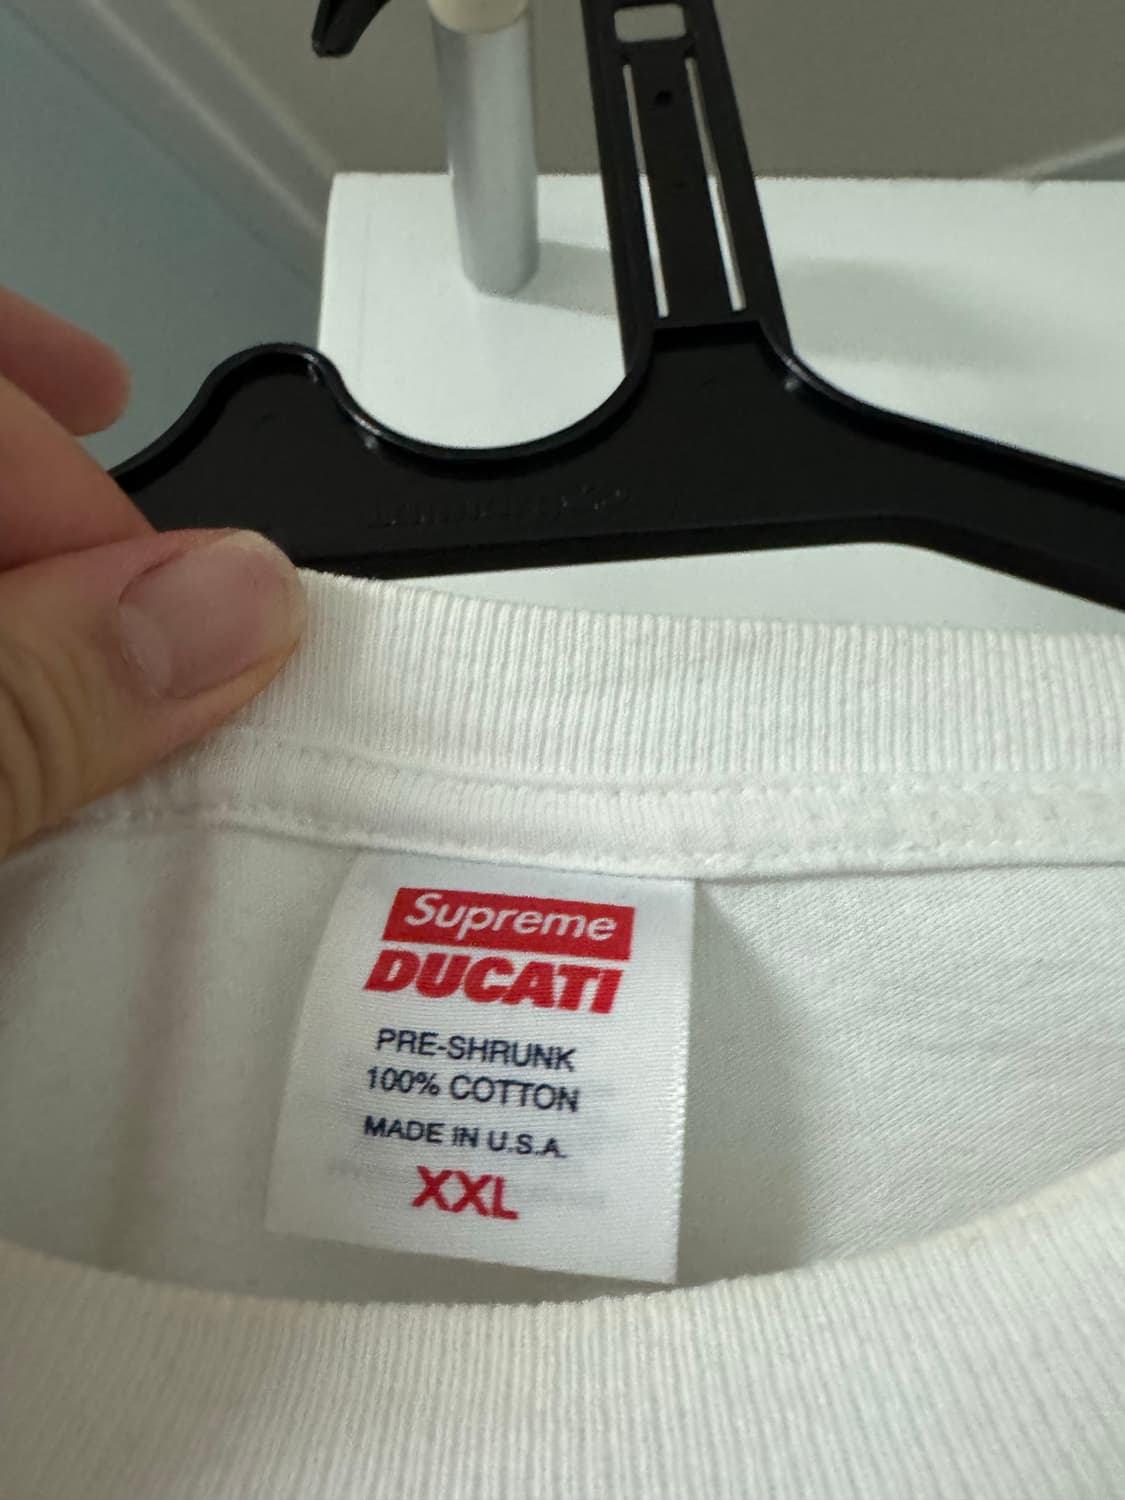 Supreme
DUCATI
PRE-SHRUNK
100% COTTON
MADE IN U.S.A.
XXL